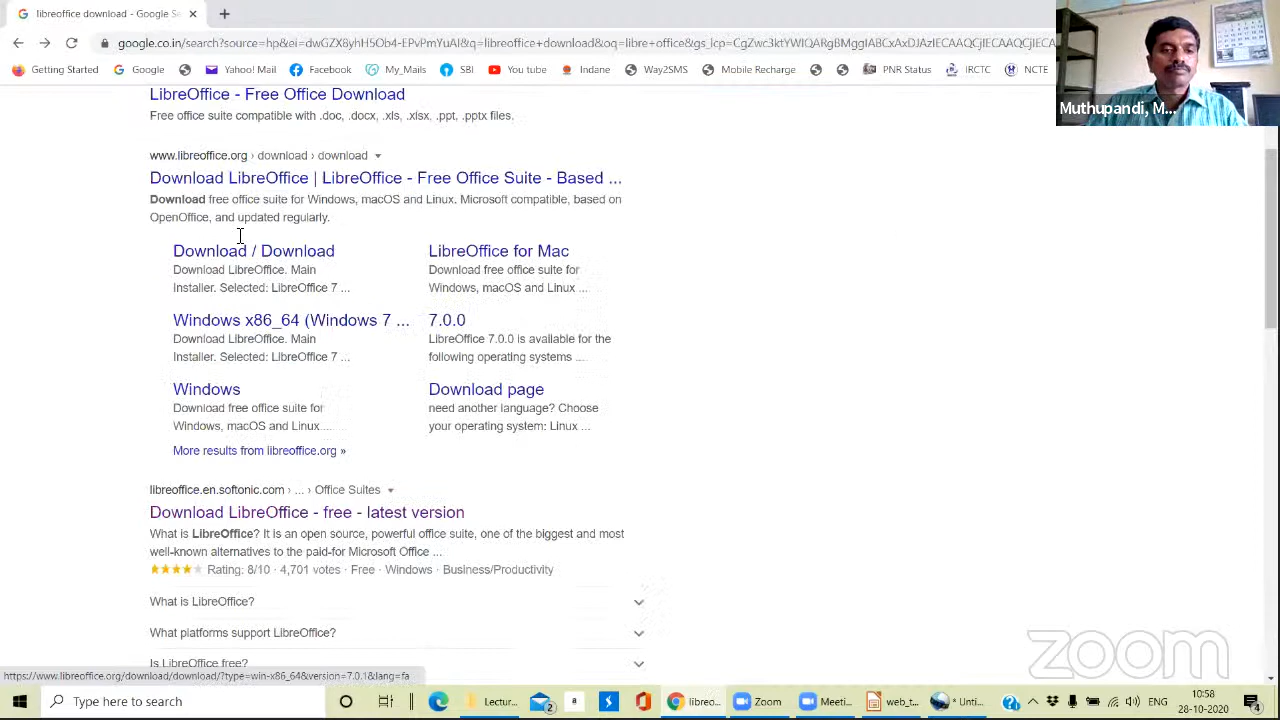 libreoffice download - Google S
google.co.in/search?source=hp&ei=
Getting Started
Google
Yahoo! Mail
Facebook
My_Mails
SBI
YouTube
Indane
Way2SMS
Mobile Recharge
PNR Status
IRCTC
NCTE
Muthupandi, M...
LibreOffice - Free Office Download
Free office suite compatible with .doc, .docx, .xls, .xlsx, .ppt, .pptx files.
www.libreoffice.org › download › download
Download LibreOffice | LibreOffice - Free Office Suite - Based ...
Download free office suite for Windows, macOS and Linux. Microsoft compatible, based on
OpenOffice, and updated regularly.
Download / Download
Download LibreOffice. Main
Installer. Selected: LibreOffice 7 ...
LibreOffice for Mac
Download free office suite for
Windows, macOS and Linux ...
Windows x86_64 (Windows 7 ...
Download LibreOffice. Main
Installer. Selected: LibreOffice 7 ...
7.0.0
LibreOffice 7.0.0 is available for the
following operating systems ...
Windows
Download free office suite for
Windows, macOS and Linux ...
Download page
need another language? Choose
your operating system: Linux ...
More results from libreoffice.org »
libreoffice.en.softonic.com › ... › Office Suites
Download LibreOffice - free - latest version
What is LibreOffice? It is an open source, powerful office suite, one of the biggest and most
well-known alternatives to the paid-for Microsoft Office ...
Rating: 8/10 · 4,701 votes · Free · Windows · Business/Productivity
What is LibreOffice?
What platforms support LibreOffice?
Is LibreOffice free?
https://www.libreoffice.org/download/download/?type=win-x86_64&version=7.0.1&lang=fa
zoom
Type here to search
Lectur...
libreo...
Zoom
Meeti...
web_t...
* Unti...
ENG
10:58
28-10-2020
4